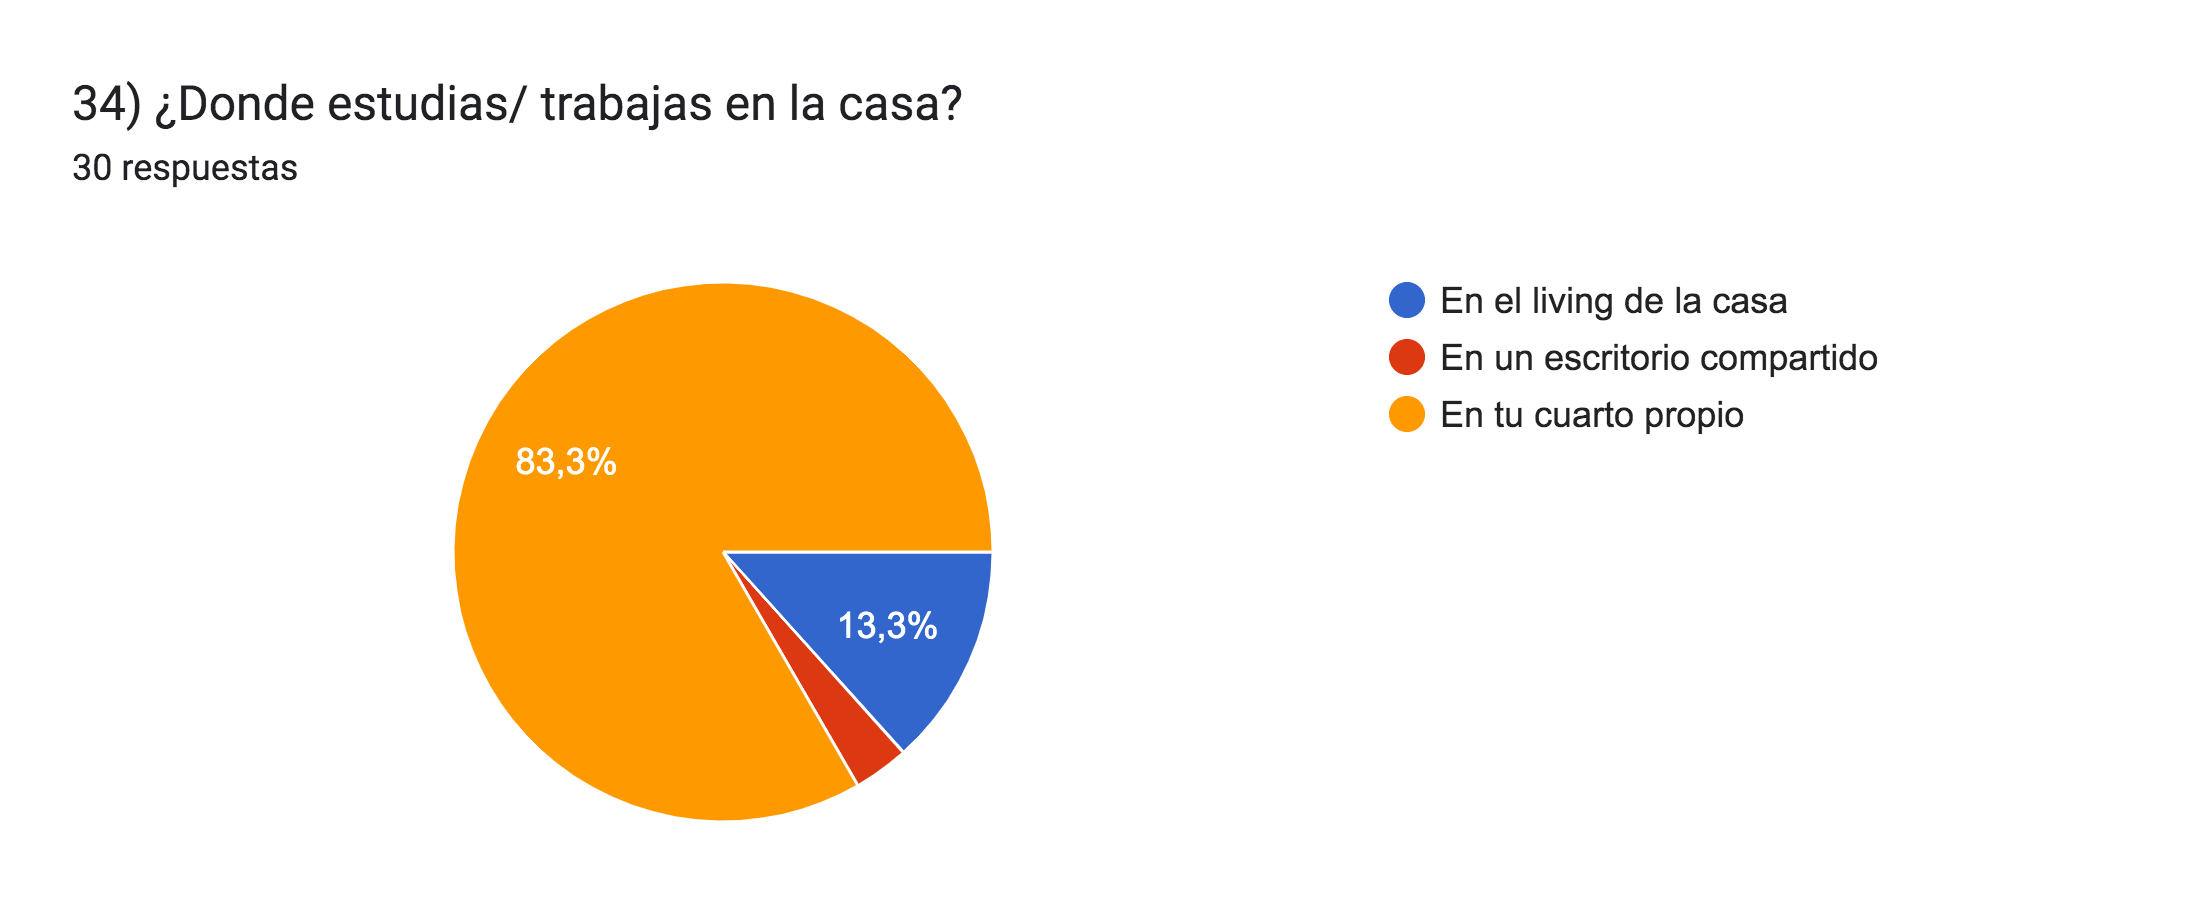 34) ¿Donde estudias/ trabajas en la casa?
30 respuestas
En el living de la casa
En un escritorio compartido
En tu cuarto propio
83,3%
13,3%